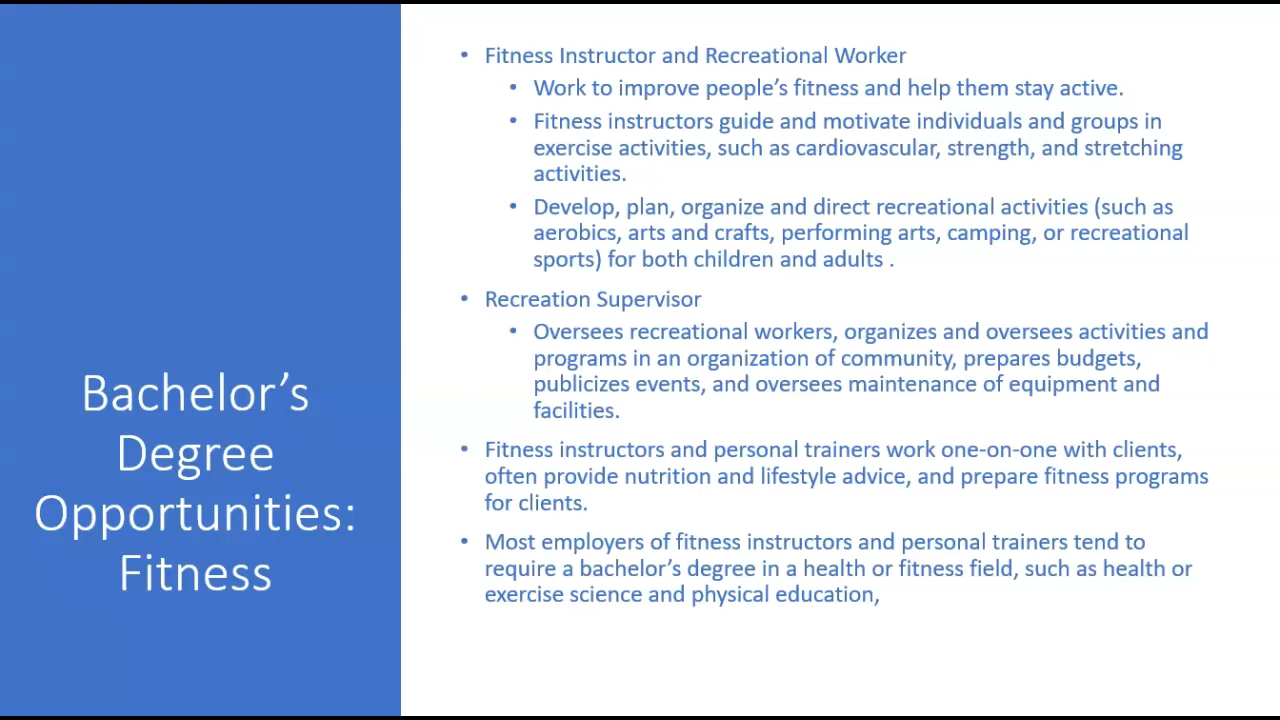 Bachelor’s
Degree
Opportunities:
Fitness
• Fitness Instructor and Recreational Worker
• Work to improve people’s fitness and help them stay active.
• Fitness instructors guide and motivate individuals and groups in
exercise activities, such as cardiovascular, strength, and stretching
activities.
• Develop, plan, organize and direct recreational activities (such as
aerobics, arts and crafts, performing arts, camping, or recreational
sports) for both children and adults .
• Recreation Supervisor
• Oversees recreational workers, organizes and oversees activities and
programs in an organization of community, prepares budgets,
publicizes events, and oversees maintenance of equipment and
facilities.
• Fitness instructors and personal trainers work one-on-one with clients,
often provide nutrition and lifestyle advice, and prepare fitness programs
for clients.
• Most employers of fitness instructors and personal trainers tend to
require a bachelor’s degree in a health or fitness field, such as health or
exercise science and physical education,